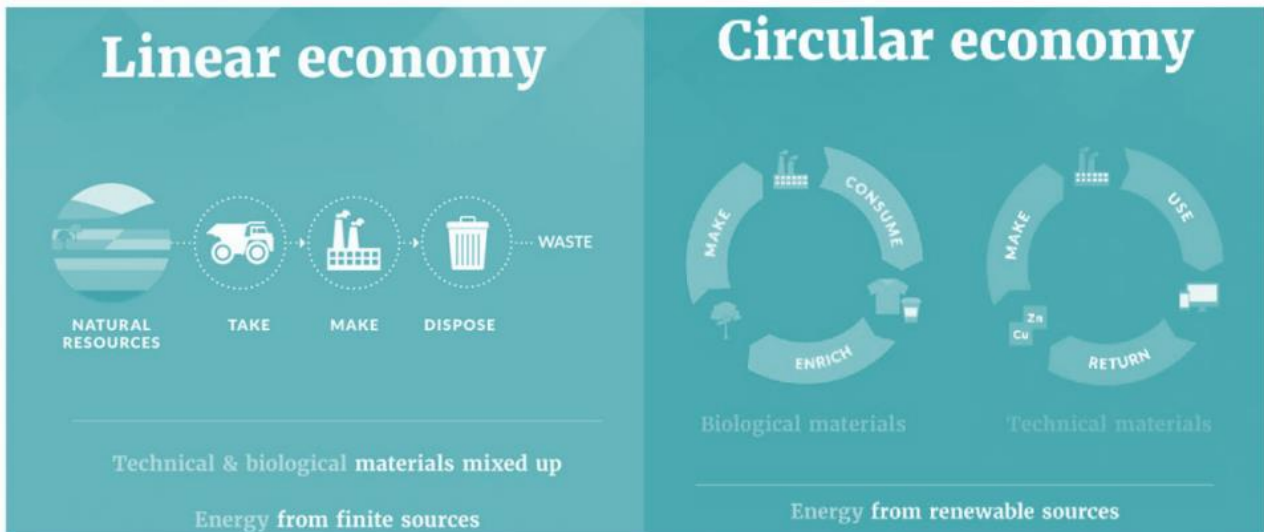 Linear economy
NATURAL
RESOURCES
TAKE
MAKE
DISPOSE
WASTE
Technical & biological materials mixed up
Energy from finite sources
Circular economy
MAKE
CONSUME
ENRICH
Biological materials
MAKE
USE
Zn
Cu
RETURN
Technical materials
Energy from renewable sources